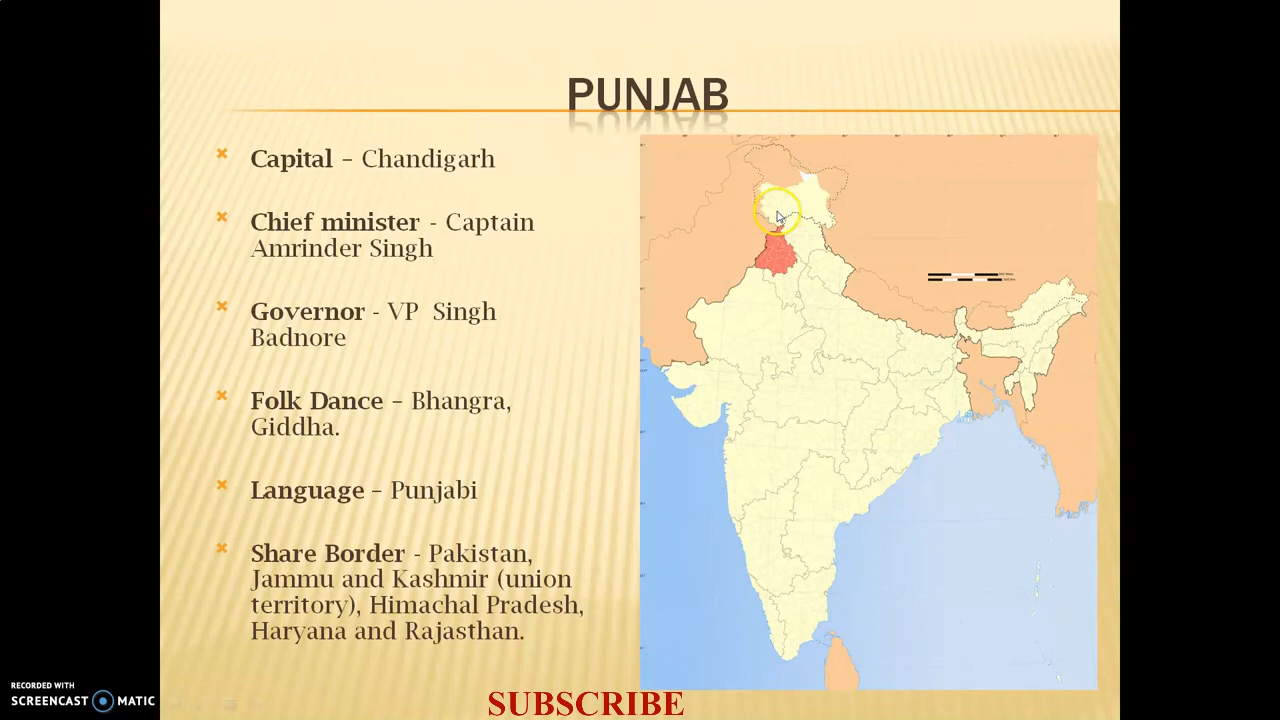 PUNJAB
Capital – Chandigarh
Chief minister - Captain
Amrinder Singh
Governor - VP Singh
Badnore
Folk Dance – Bhangra,
Giddha.
Language – Punjabi
Share Border - Pakistan,
Jammu and Kashmir (union
territory), Himachal Pradesh,
Haryana and Rajasthan.
RECORDED WITH
SCREENCAST MATIC
SUBSCRIBE